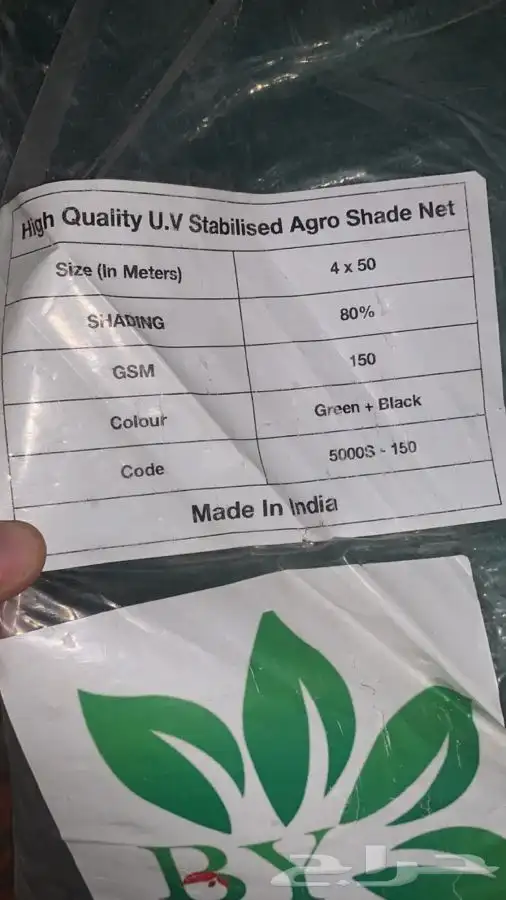 High Quality U.V Stabilised Agro Shade Net
Size (In Meters) 4 x 50
SHADING 80%
GSM 150
Colour Green + Black
Code 5000S - 150
Made In India
BY
حراج